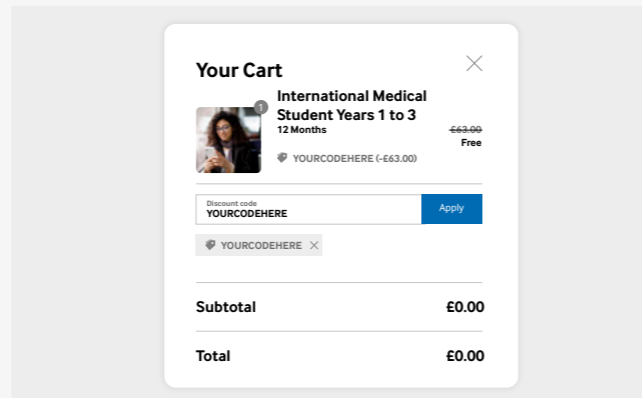 Your Cart
1
International Medical
Student Years 1 to 3
12 Months
£63.00
Free
YOURCODEHERE (-£63.00)
Discount code
YOURCODEHERE
Apply
YOURCODEHERE
Subtotal £0.00
Total £0.00